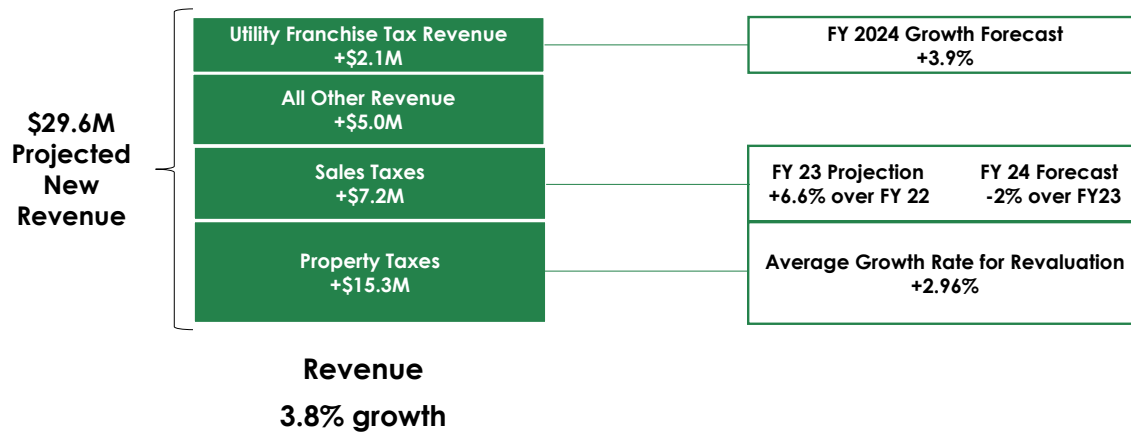 Utility Franchise Tax Revenue
+$2.1M
FY 2024 Growth Forecast
+3.9%
All Other Revenue
+$5.0M
$29.6M
Projected
New
Revenue
Sales Taxes
+$7.2M
FY 23 Projection
+6.6% over FY 22
FY 24 Forecast
-2% over FY23
Property Taxes
+$15.3M
Average Growth Rate for Revaluation
+2.96%
Revenue
3.8% growth